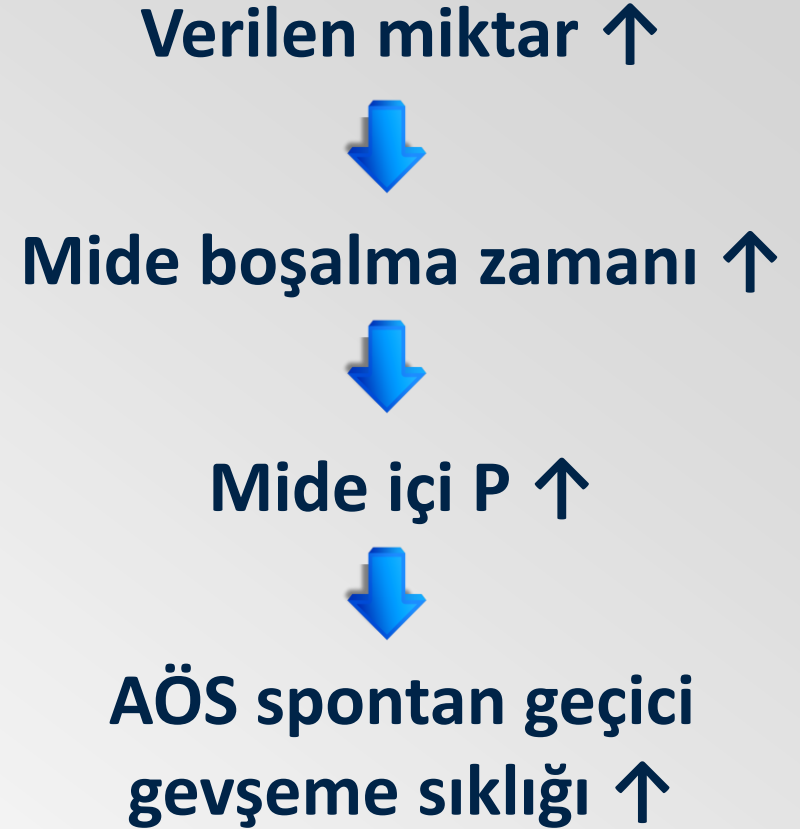 Verilen miktar ↑
Mide boşalma zamanı ↑
Mide içi P ↑
AÖS spontan geçici
gevşeme sıklığı ↑